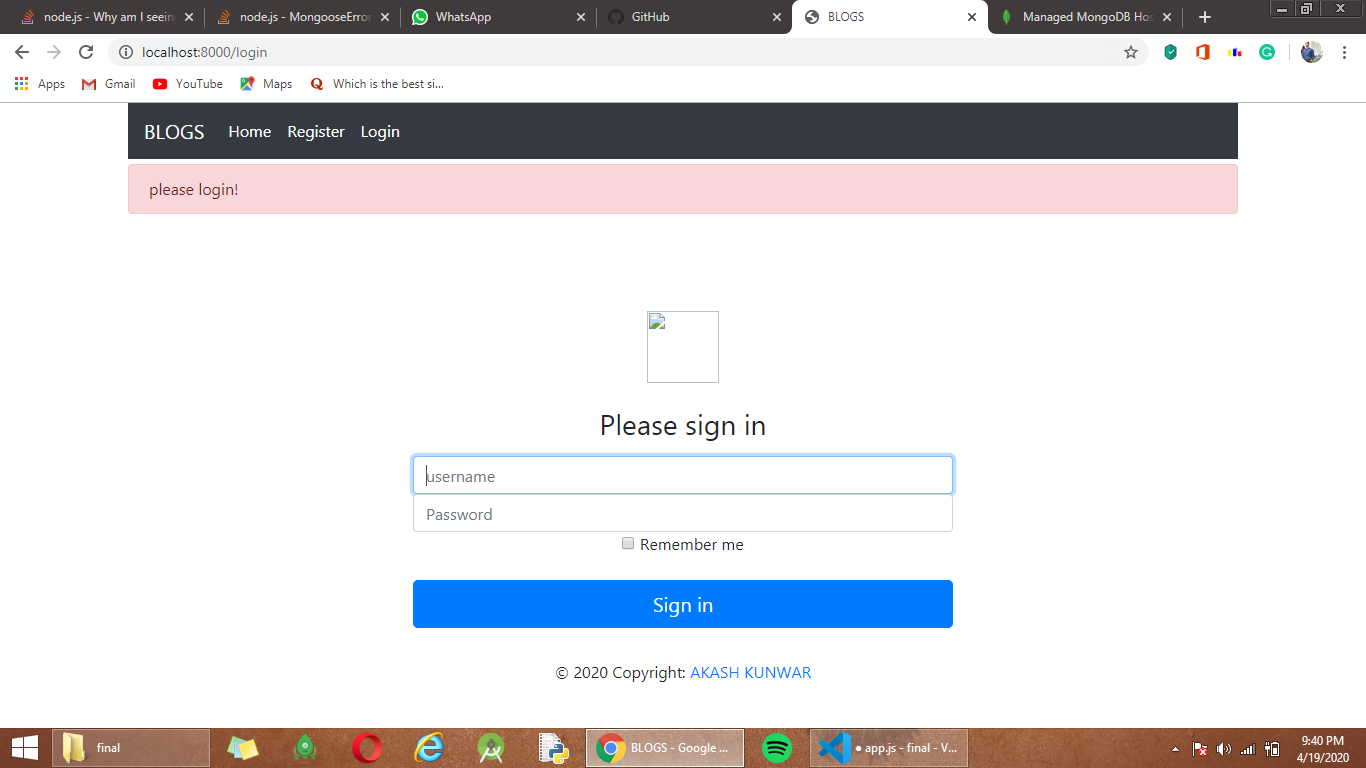 node.js - Why am I seein
node.js - MongooseError
WhatsApp
GitHub
BLOGS
Managed MongoDB Hos
localhost:8000/login
Apps
Gmail
YouTube
Maps
Which is the best si...
BLOGS
Home
Register
Login
please login!
Please sign in
username
Password
Remember me
Sign in
© 2020 Copyright: AKASH KUNWAR
final
BLOGS - Google ...
● app.js - final - V...
9:40 PM
4/19/2020